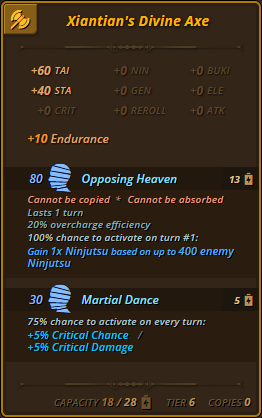 Xiantian's Divine Axe
+60 TAI +0 NIN +0 BUKI
+40 STA +0 GEN +0 ELE
+0 CRIT +0 REROLL +0 ATK
+10 Endurance
80 Opposing Heaven 13
Cannot be copied * Cannot be absorbed
Lasts 1 turn
20% overcharge efficiency
100% chance to activate on turn #1:
Gain 1x Ninjutsu based on up to 400 enemy
Ninjutsu
30 Martial Dance 5
75% chance to activate on every turn:
+5% Critical Chance /
+5% Critical Damage
CAPACITY 18 / 28 TIER 6 COPIES 0